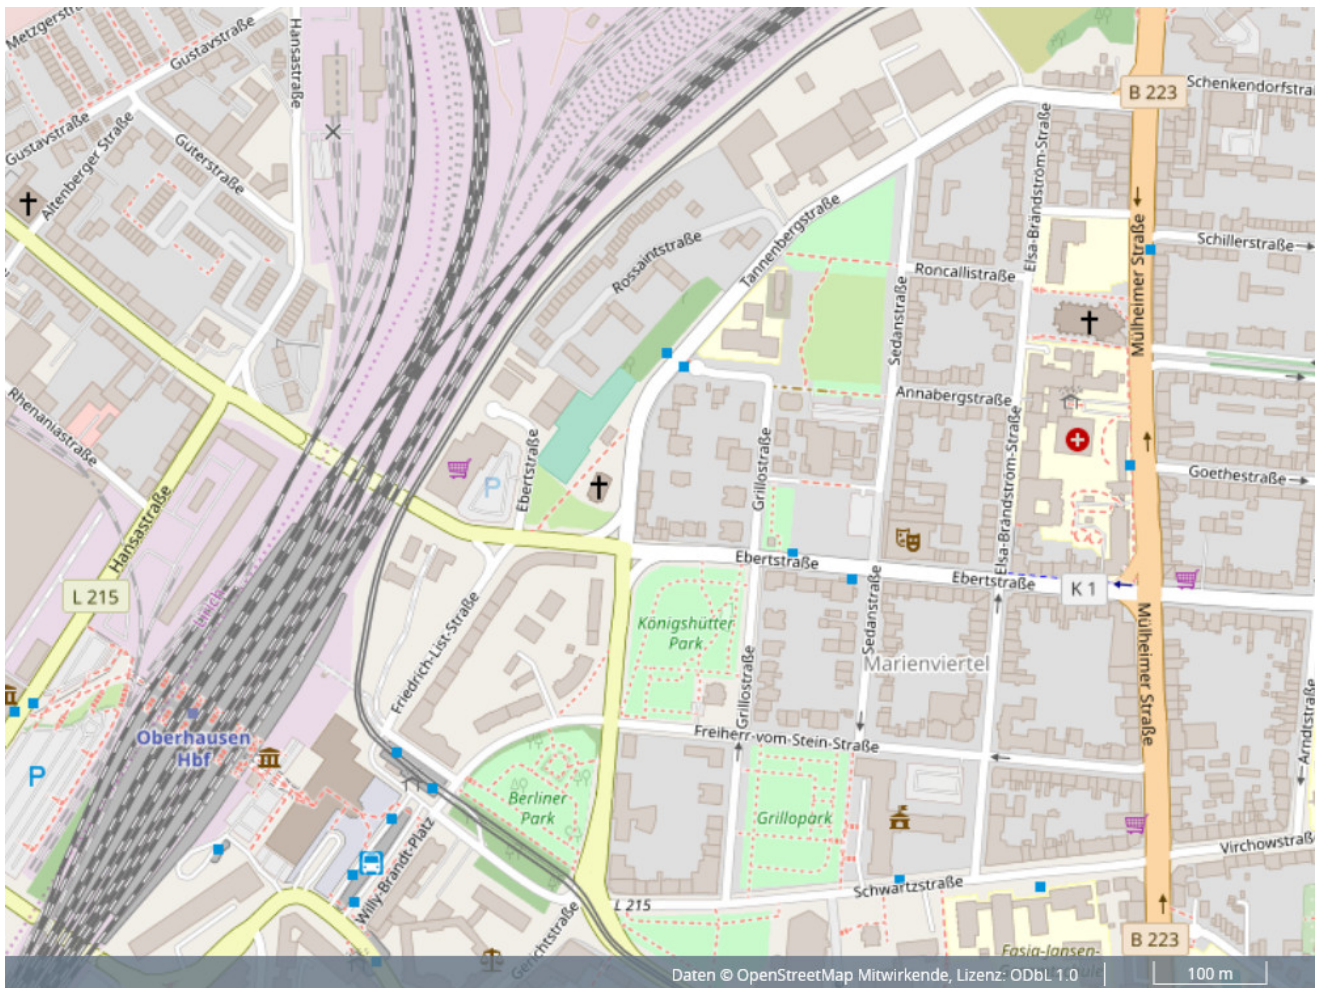 Metzgerstr
Gustavstraße
Hansastraße
Gustavstraße
Altenberger Straße
Güterstraße
B 223
Schenkendorfstra
Elsa-Brändström-Straße
Schillerstraße
Tannenbergstraße
Rossaintstraße
Roncallistraße
Mülheimer Straße
Sedanstraße
Rhenaniastraße
Annabergstraße
Ebertstraße
P
Grillostraße
Elsa-Brändström-Straße
Goethestraße
Hansastraße
Ebertstraße
Ebertstraße
K 1
L 215
Friedrich-List-Straße
Königshütter
Park
Sedanstraße
Marienviertel
Mülheimer Straße
Grillostraße
Arndtstraße
Oberhausen
Hbf
Freiherr-vom-Stein-Straße
P
Berliner
Park
Grillopark
Willy-Brandt-Platz
Virchowstraß
Schwartzstraße
L 215
Gerichtstraße
B 223
Fasia-Jansen-
Daten © OpenStreetMap Mitwirkende, Lizenz: ODbL 1.0
100 m